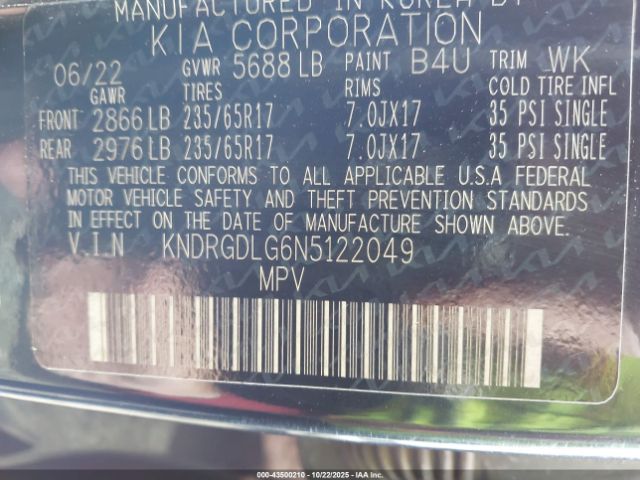 MANUFACTURED IN KOREA BY
KIA CORPORATION
06/22 GVWR 5688 LB PAINT B4U TRIM WK
GAWR TIRES RIMS COLD TIRE INFL
FRONT 2866 LB 235/65R17 7.0JX17 35 PSI SINGLE
REAR 2976 LB 235/65R17 7.0JX17 35 PSI SINGLE
THIS VEHICLE CONFORMS TO ALL APPLICABLE U.S.A FEDERAL
MOTOR VEHICLE SAFETY AND THEFT PREVENTION STANDARDS
IN EFFECT ON THE DATE OF MANUFACTURE SHOWN ABOVE.
V.I.N KNDRGDLG6N5122049
MPV
000-43500210 - 10/22/2025 - IAAI.COM